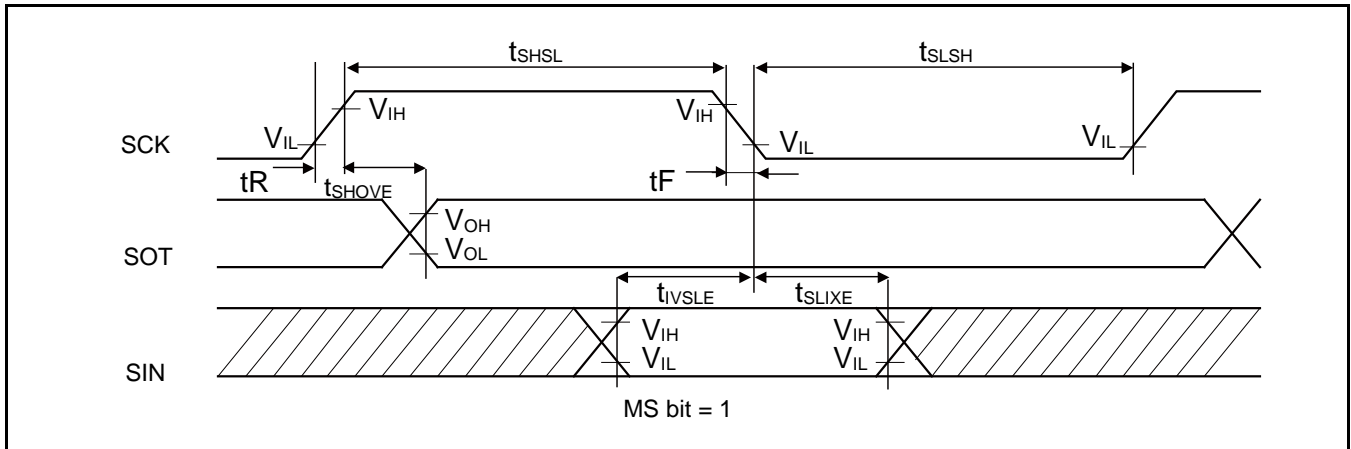 tSHSL tSLSH
SCK VIL VIH VIH VIL VIL
tR tSHOVE tF
SOT VOH
VOL
tIVSLE tSLIXE
VIH VIH
SIN VIL VIL
MS bit = 1